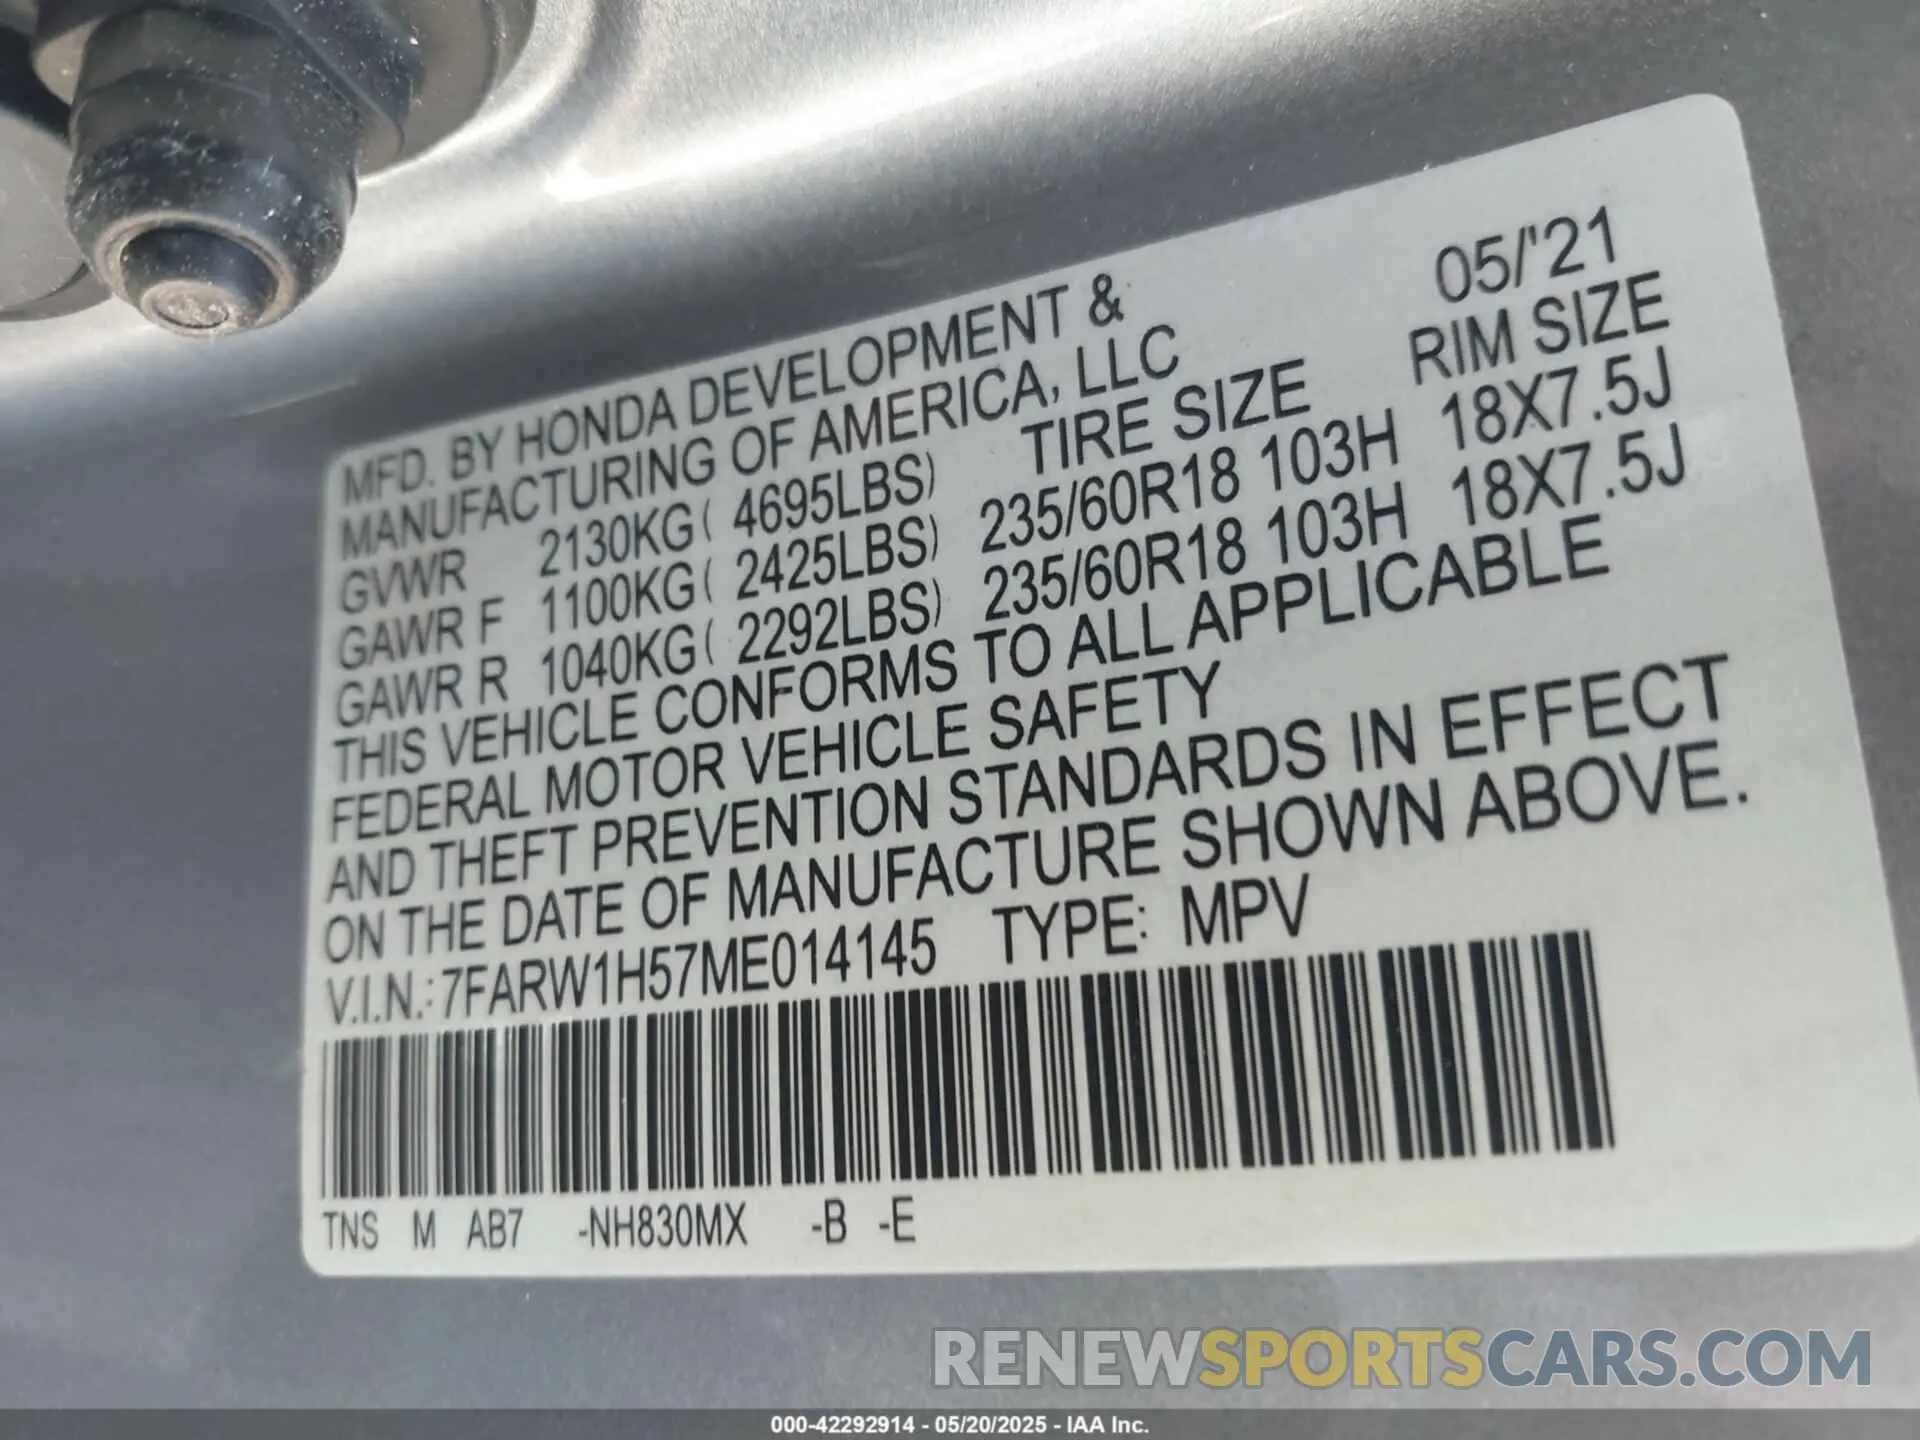 05/'21
MFD. BY HONDA DEVELOPMENT &
MANUFACTURING OF AMERICA, LLC
TIRE SIZE RIM SIZE
GVWR 2130KG( 4695LBS)
GAWR F 1100KG( 2425LBS) 235/60R18 103H 18X7.5J
GAWR R 1040KG( 2292LBS) 235/60R18 103H 18X7.5J
THIS VEHICLE CONFORMS TO ALL APPLICABLE
FEDERAL MOTOR VEHICLE SAFETY
AND THEFT PREVENTION STANDARDS IN EFFECT
ON THE DATE OF MANUFACTURE SHOWN ABOVE.
V.I.N.: 7FARW1H57ME014145 TYPE: MPV
TNS M AB7 -NH830MX -B -E
RENEWSPORTSCARS.COM
000-42292914 - 05/20/2025 - IAA Inc.